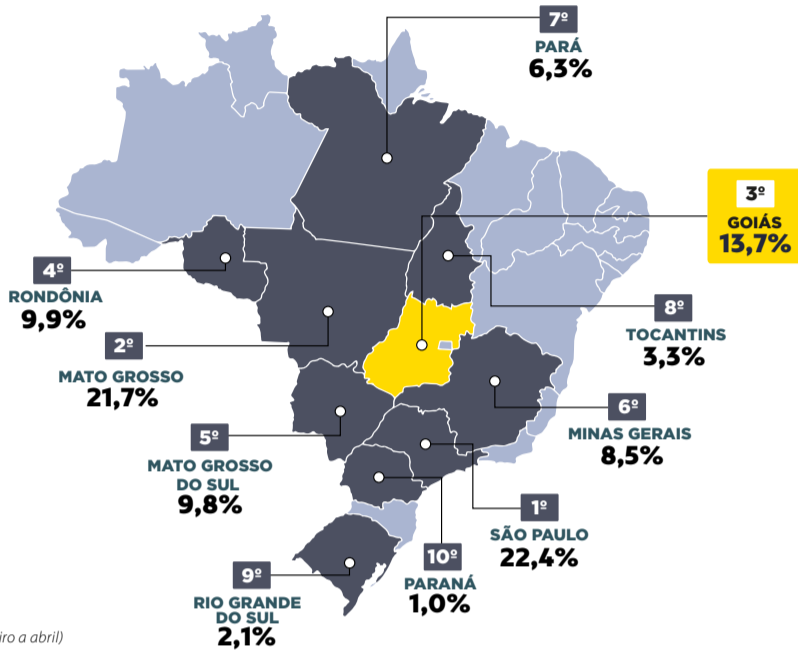 7º
PARÁ
6,3%
3º
GOIÁS
13,7%
4º
RONDÔNIA
9,9%
8º
TOCANTINS
3,3%
2º
MATO GROSSO
21,7%
6º
MINAS GERAIS
8,5%
5º
MATO GROSSO
DO SUL
9,8%
1º
SÃO PAULO
22,4%
10º
PARANÁ
1,0%
9º
RIO GRANDE
DO SUL
2,1%
iro a abril)